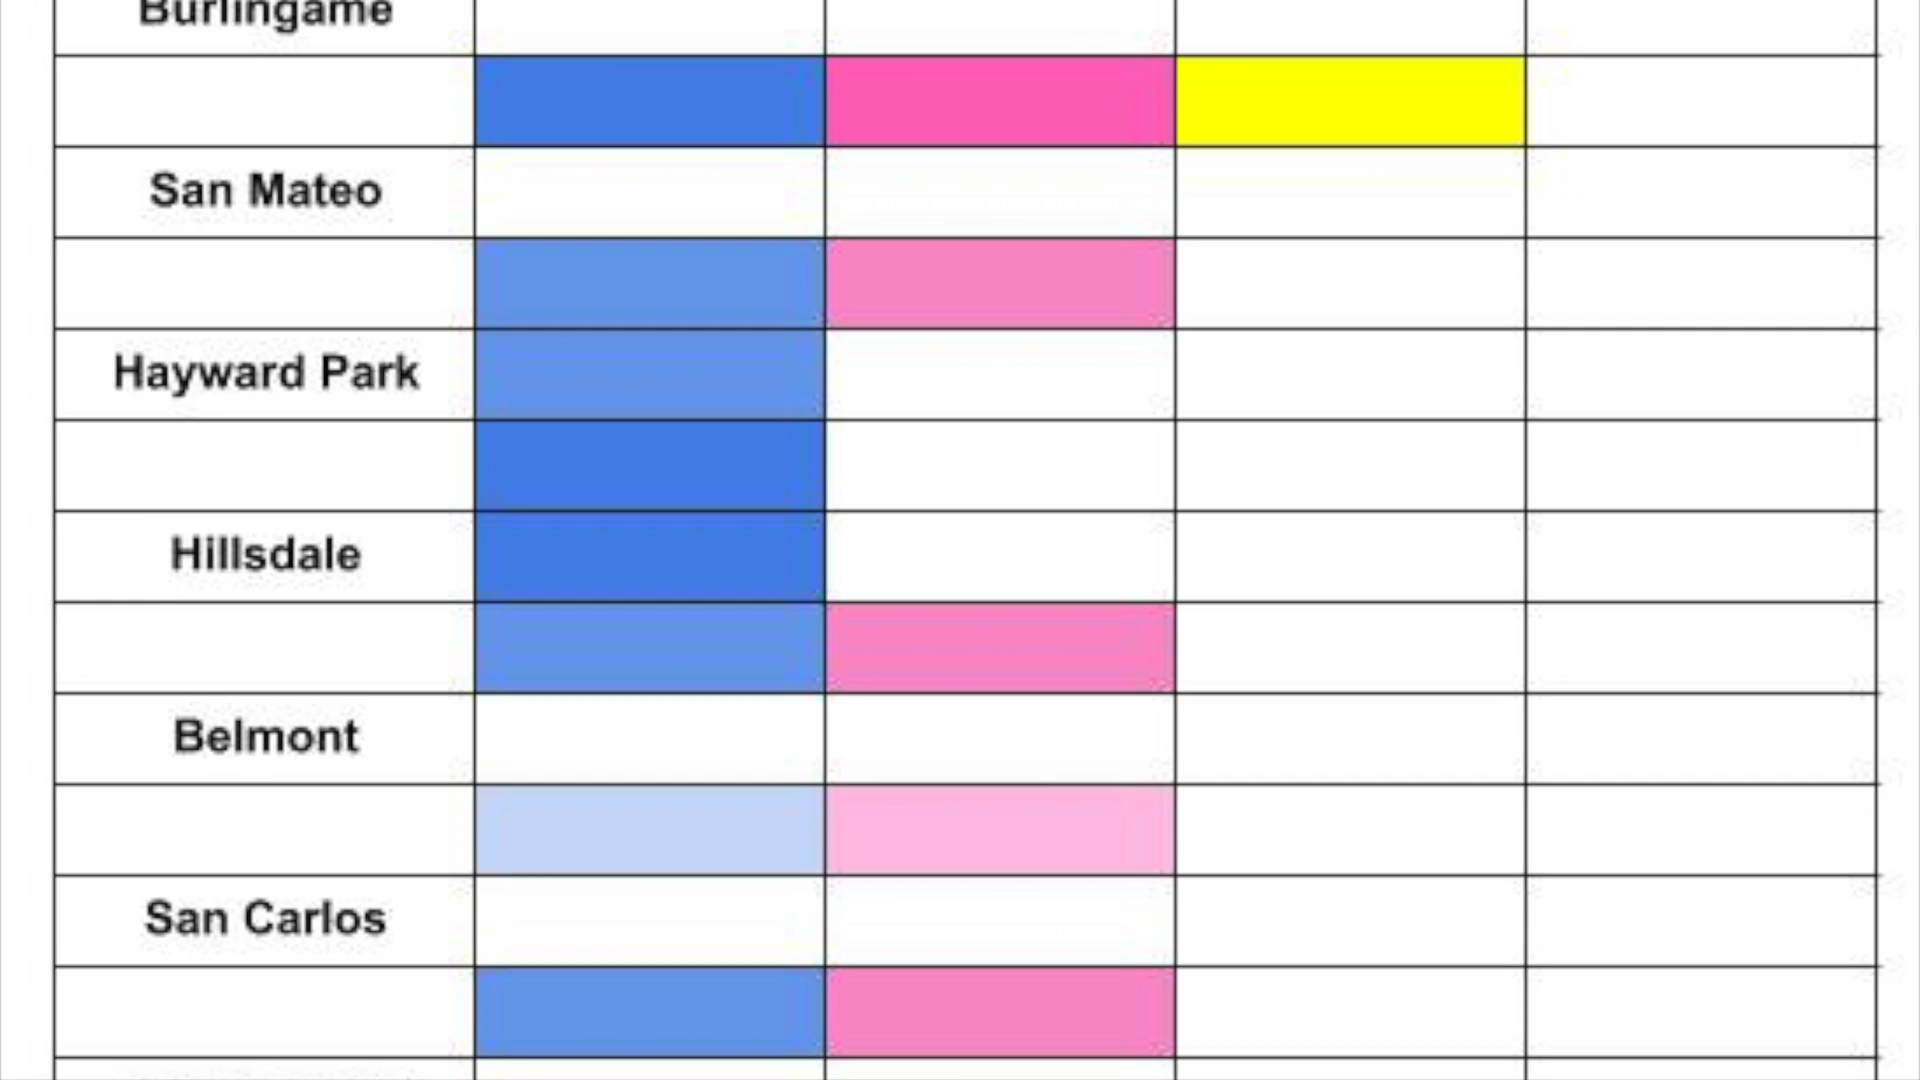 Burlingame
San Mateo
Hayward Park
Hillsdale
Belmont
San Carlos